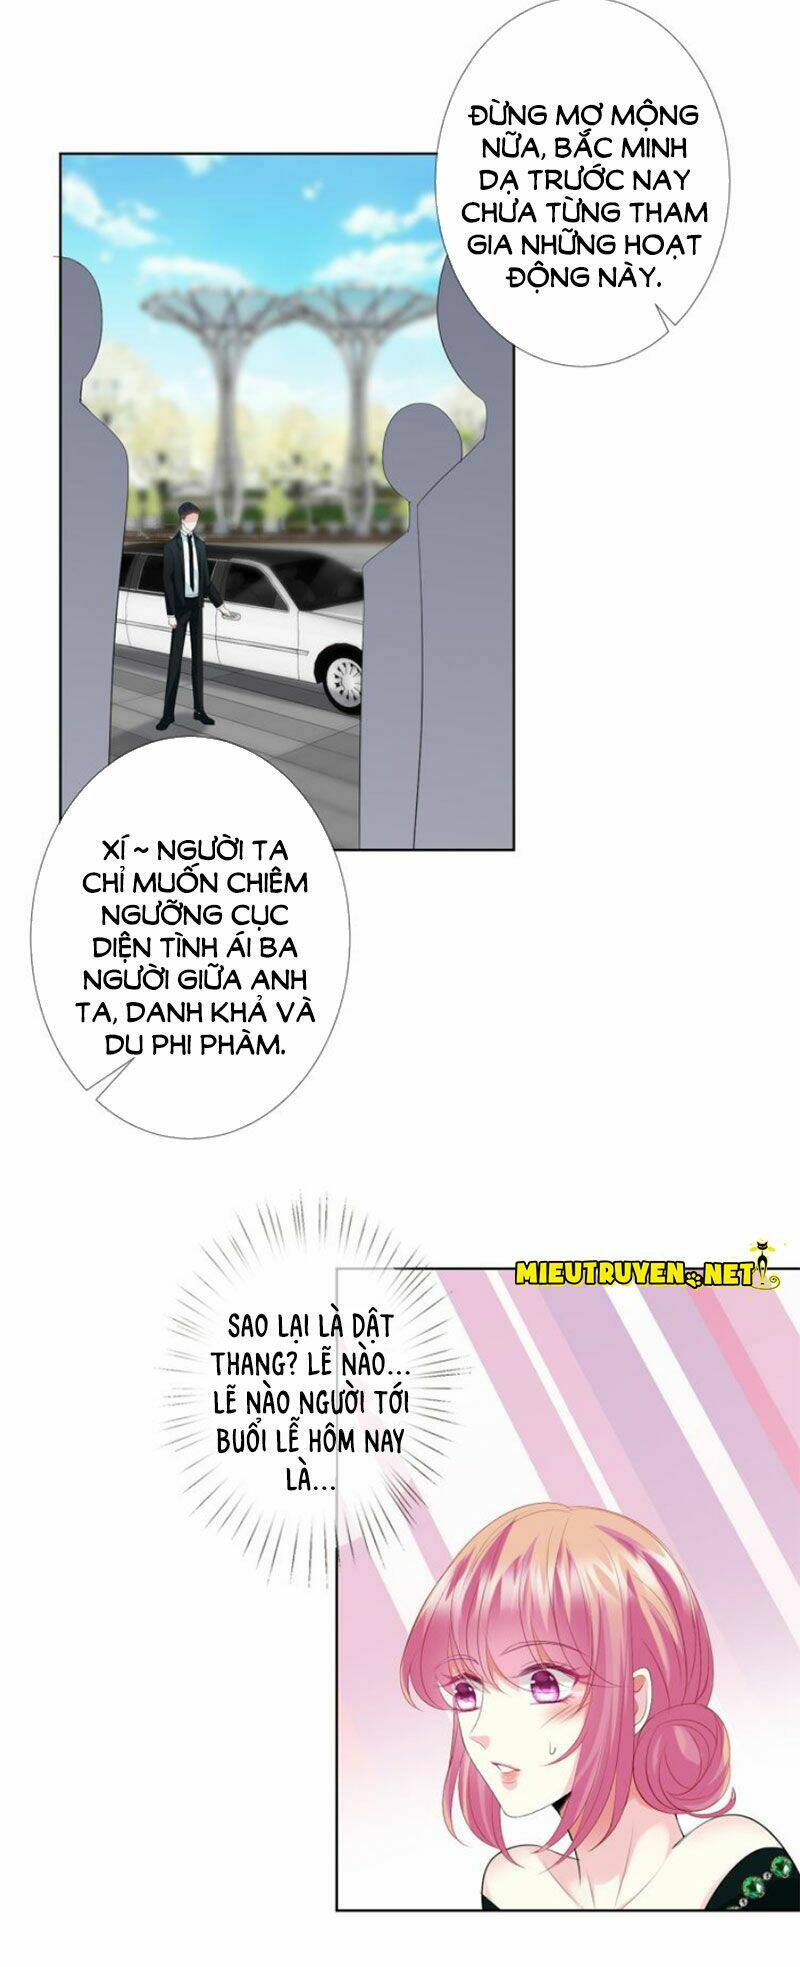 ĐỪNG MƠ MỘNG
NỮA, BẮC MINH
DẠ TRƯỚC NAY
CHƯA TỪNG THAM
GIA NHỮNG HOẠT
ĐỘNG NÀY.
XÍ ~ NGƯỜI TA
CHỈ MUỐN CHIÊM
NGƯỠNG CỤC
DIỆN TÌNH ÁI BA
NGƯỜI GIỮA ANH
TA, DANH KHẢ VÀ
DU PHI PHÀM.
MIEUTRUYEN.NET
SAO LẠI LÀ DẬT
THANG? LẼ NÀO...
LẼ NÀO NGƯỜI TỚI
BUỔI LỄ HÔM NAY
LÀ...